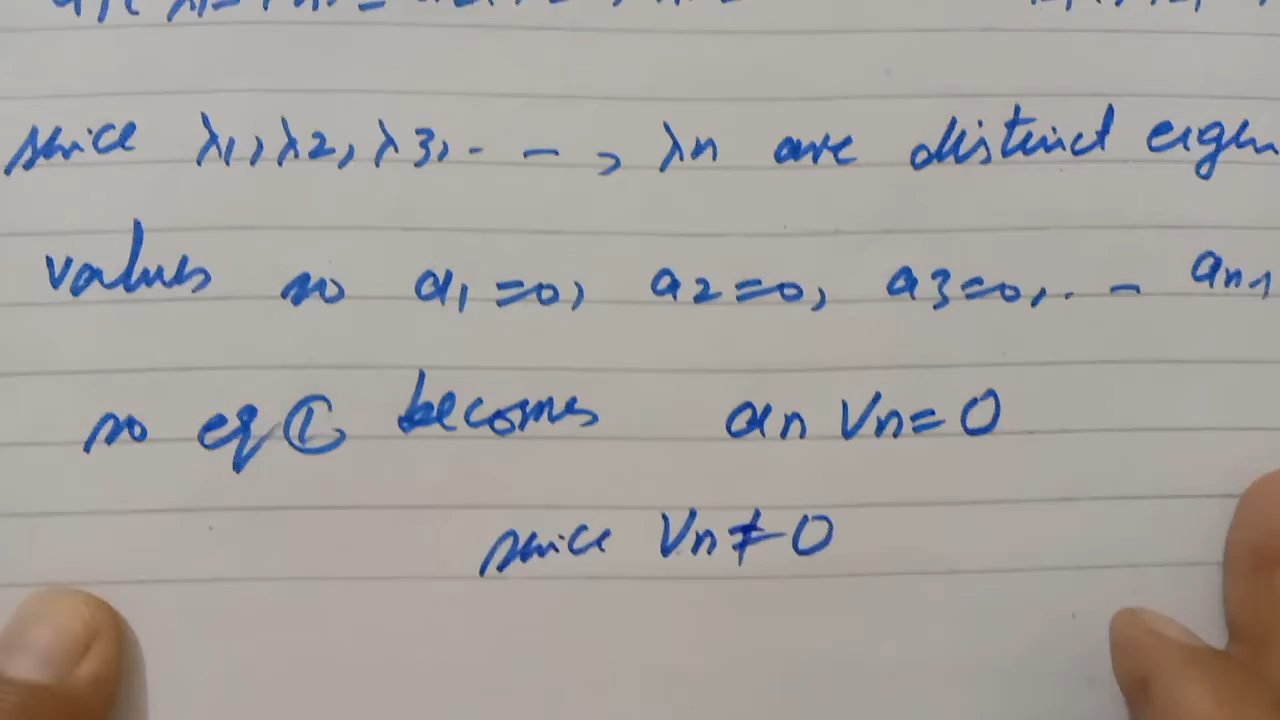 since λ1, λ2, λ3, - - , λn are distinct eigen
values so a1 =0, a2=0, a3=0, .. - an-1
so eq ① becomes an Vn=0
since Vn≠0